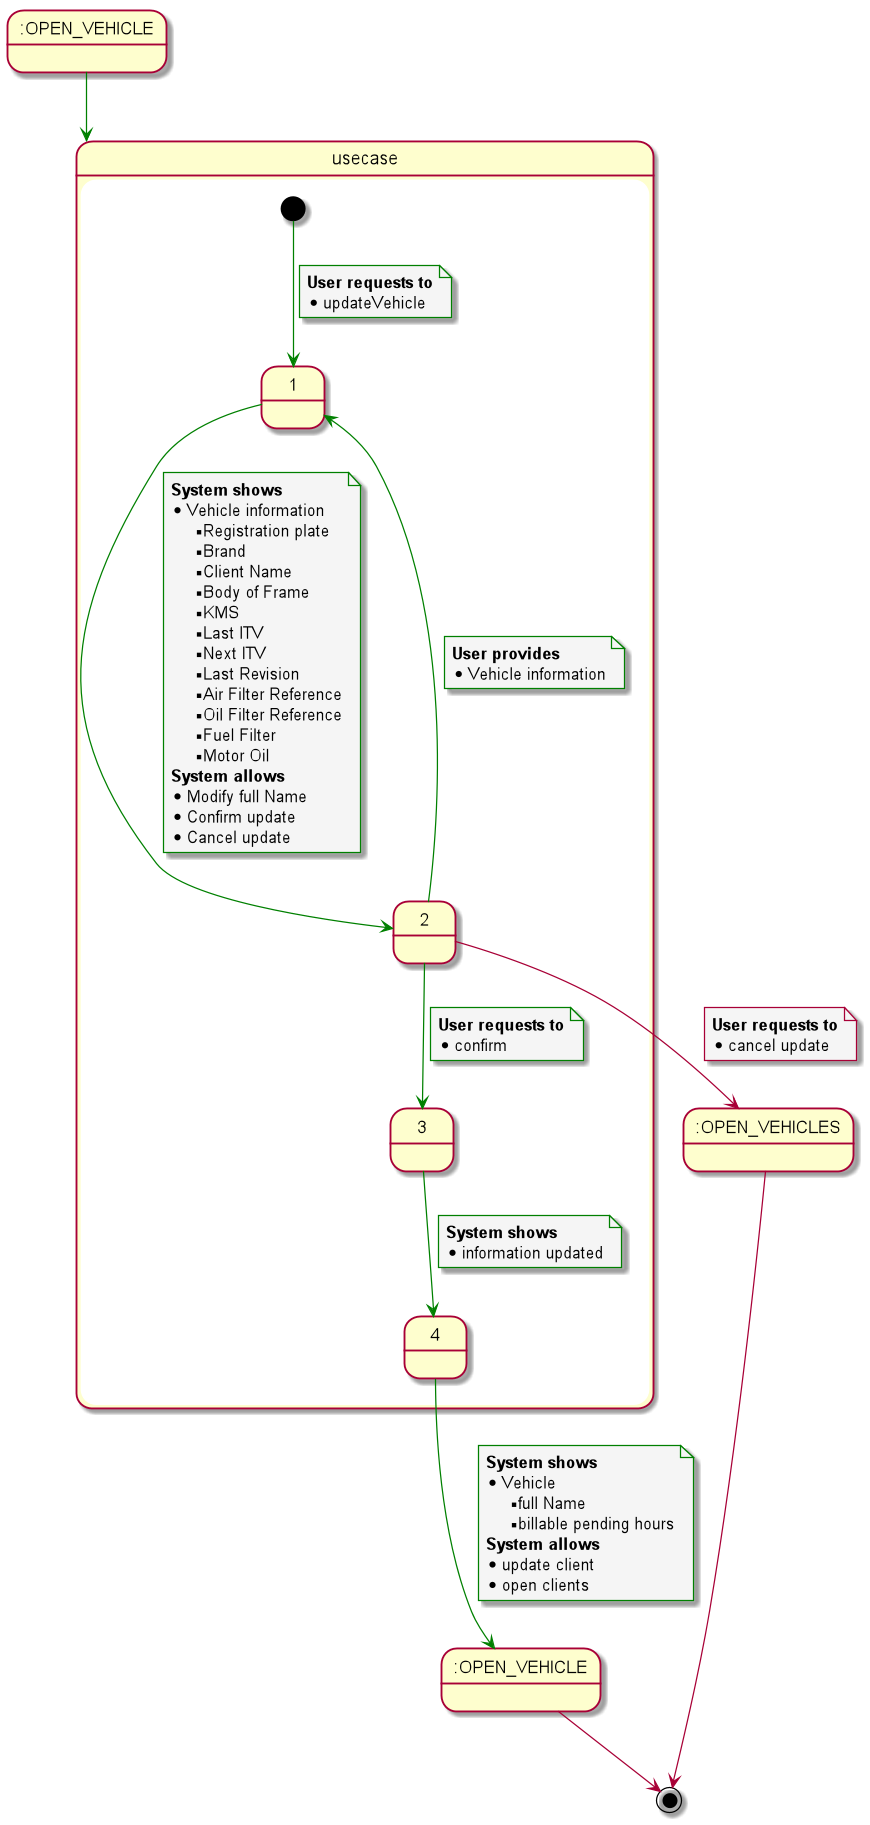 :OPEN_VEHICLE
usecase
User requests to
• updateVehicle
1
System shows
• Vehicle information
▪ Registration plate
▪ Brand
▪ Client Name
▪ Body of Frame
▪ KMS
▪ Last ITV
▪ Next ITV
▪ Last Revision
▪ Air Filter Reference
▪ Oil Filter Reference
▪ Fuel Filter
▪ Motor Oil
System allows
• Modify full Name
• Confirm update
• Cancel update
User provides
• Vehicle information
2
User requests to
• confirm
User requests to
• cancel update
3
:OPEN_VEHICLES
System shows
• information updated
4
System shows
• Vehicle
▪ full Name
▪ billable pending hours
System allows
• update client
• open clients
:OPEN_VEHICLE